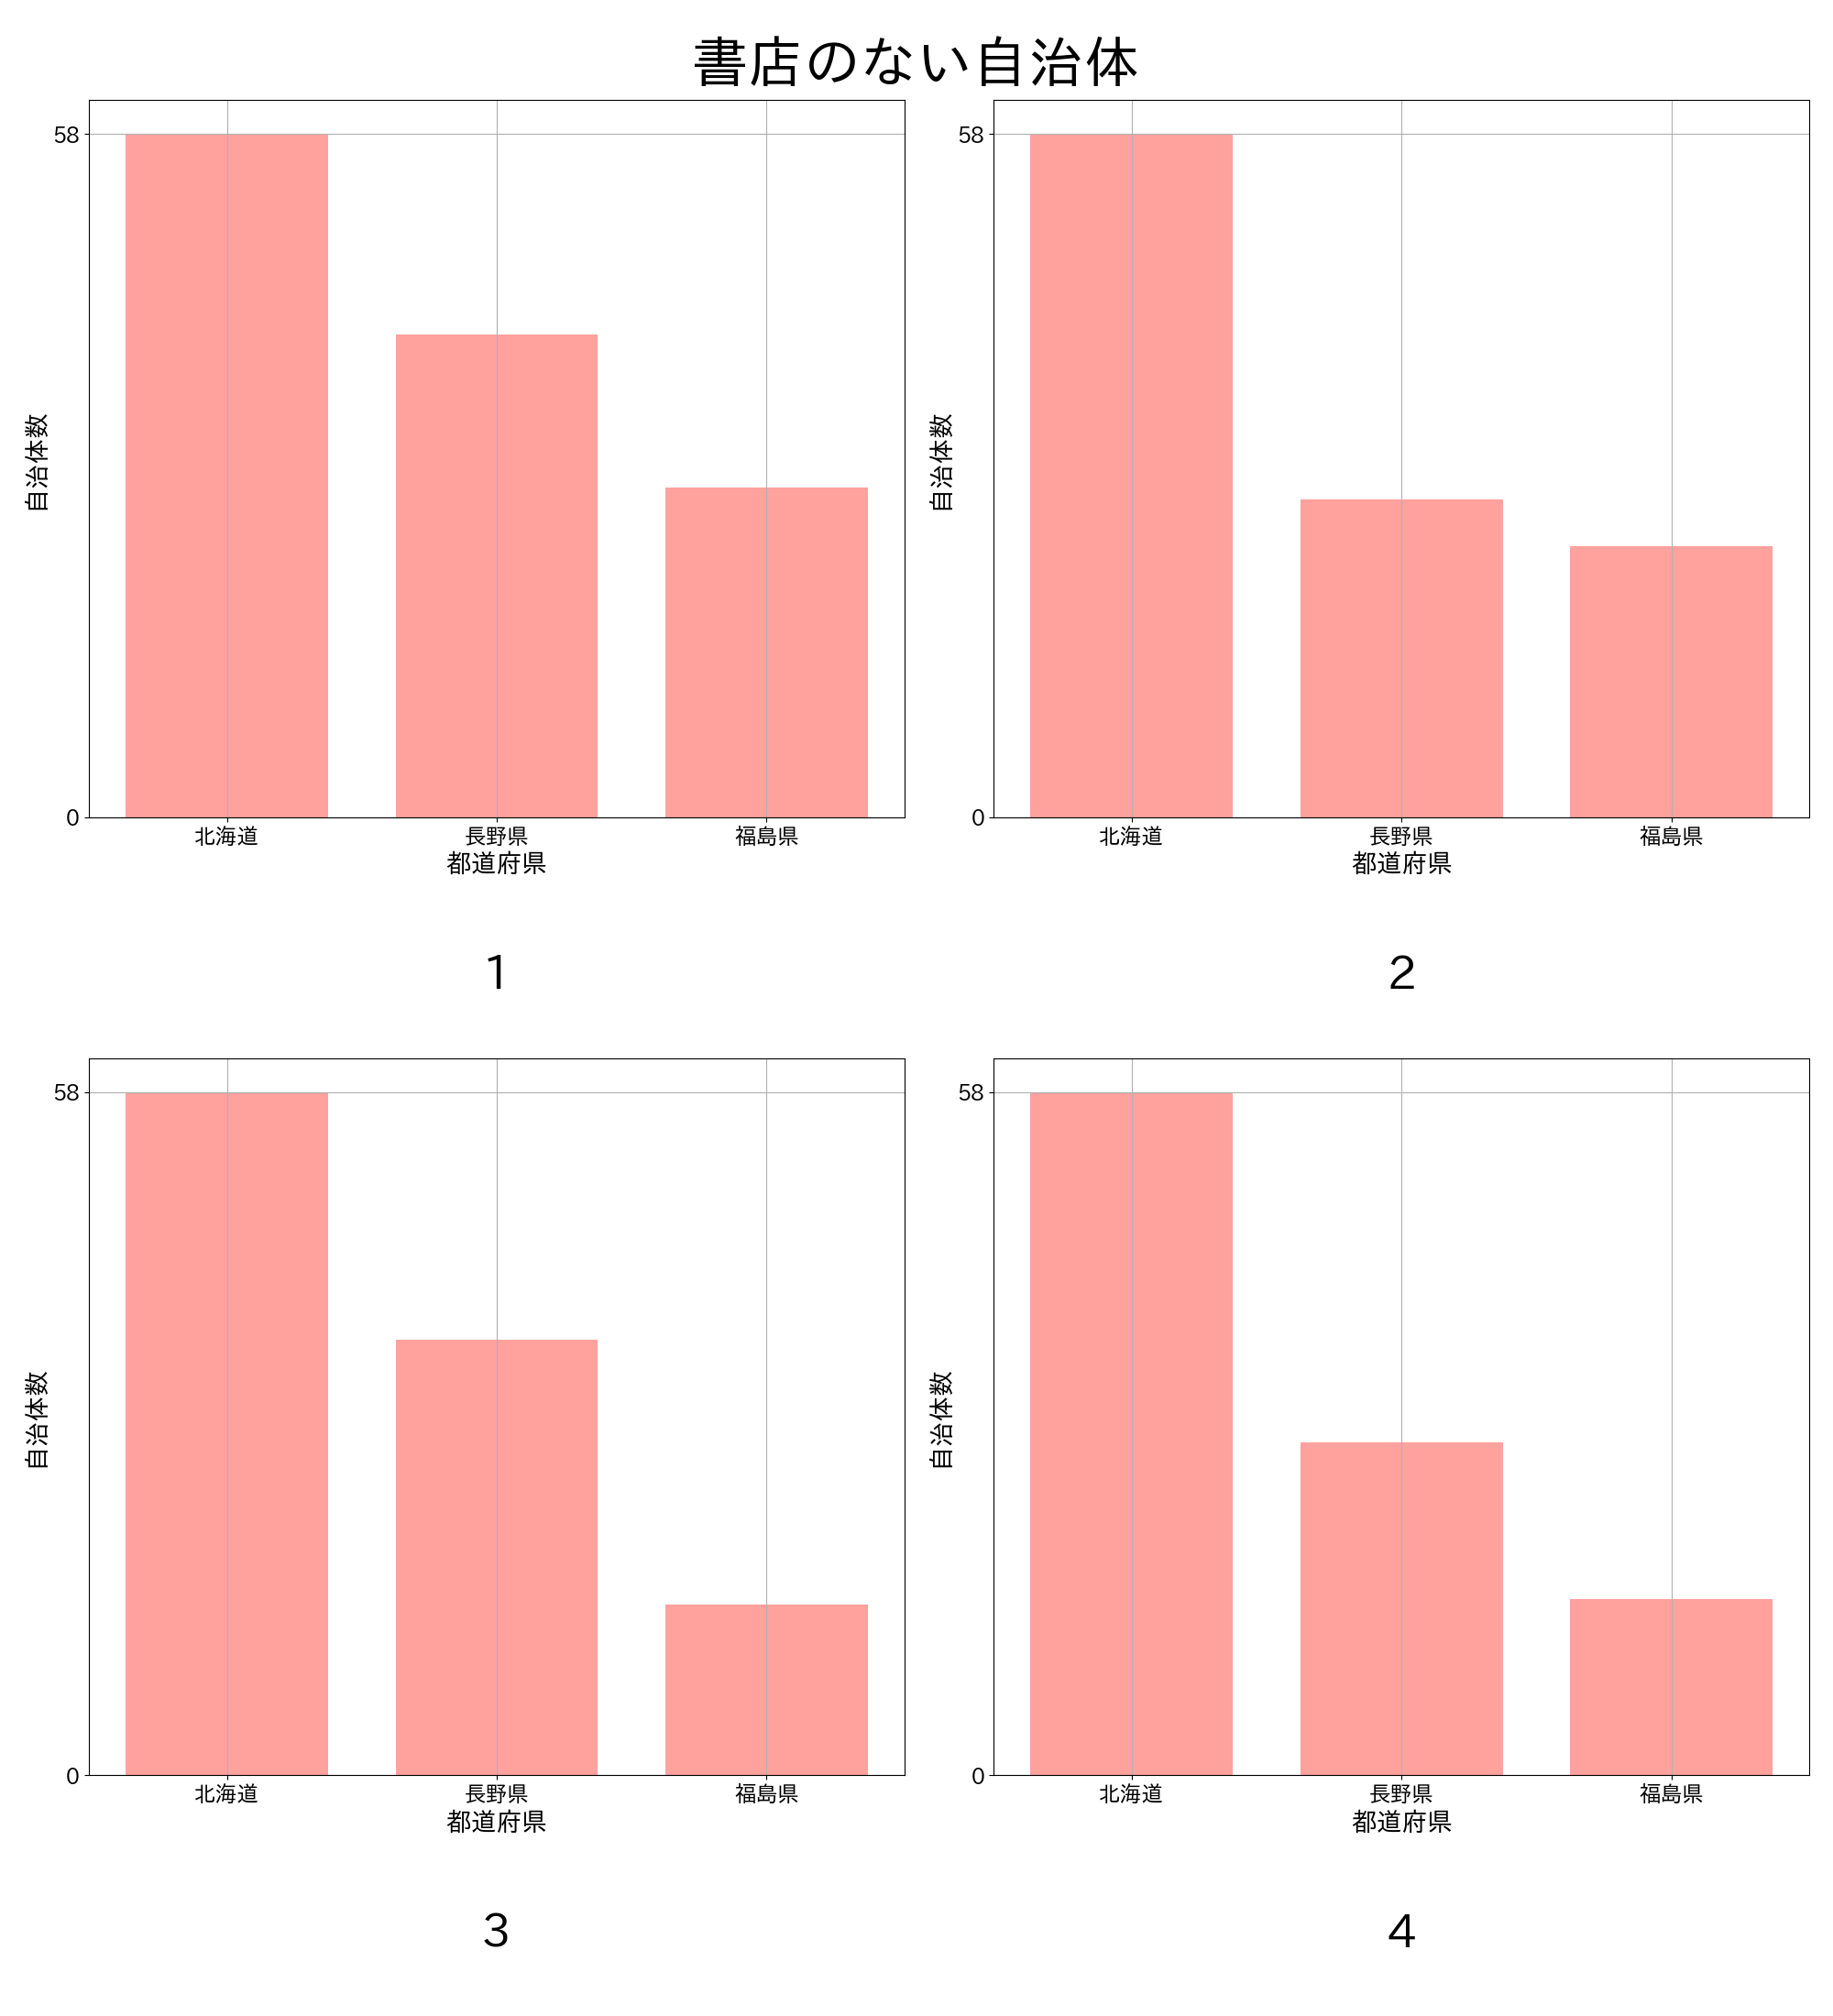 書店のない自治体
58
0
自治体数
北海道
長野県
福島県
都道府県
1
58
0
自治体数
北海道
長野県
福島県
都道府県
2
58
0
自治体数
北海道
長野県
福島県
都道府県
3
58
0
自治体数
北海道
長野県
福島県
都道府県
4